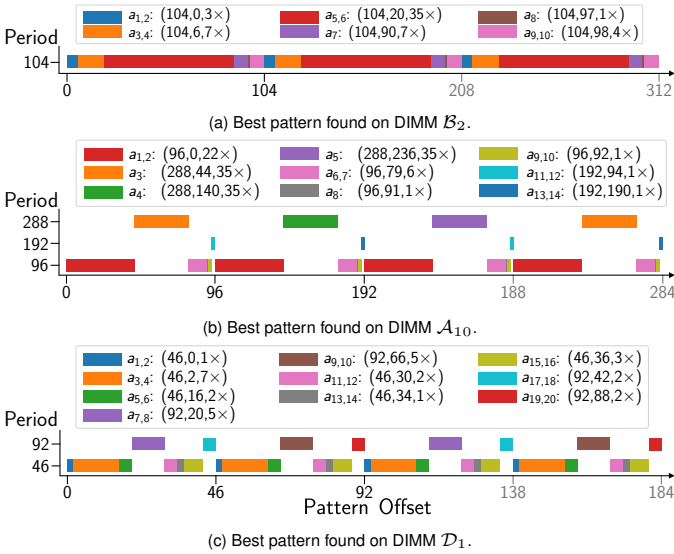 a1,2: (104,0,3×) a5,6: (104,20,35×) a8: (104,97,1×)
a3,4: (104,6,7×) a7: (104,90,7×) a9,10: (104,98,4×)
Period
104
0 104 208 312
(a) Best pattern found on DIMM B2.
a1,2: (96,0,22×) a5: (288,236,35×) a9,10: (96,92,1×)
a3: (288,44,35×) a6,7: (96,79,6×) a11,12: (192,94,1×)
a4: (288,140,35×) a8: (96,91,1×) a13,14: (192,190,1×)
Period
288
192
96
0 96 192 188 284
(b) Best pattern found on DIMM A10.
a1,2: (46,0,1×) a9,10: (92,66,5×) a15,16: (46,36,3×)
a3,4: (46,2,7×) a11,12: (46,30,2×) a17,18: (92,42,2×)
a5,6: (46,16,2×) a13,14: (46,34,1×) a19,20: (92,88,2×)
a7,8: (92,20,5×)
Period
92
46
0 46 92 138 184
Pattern Offset
(c) Best pattern found on DIMM D1.